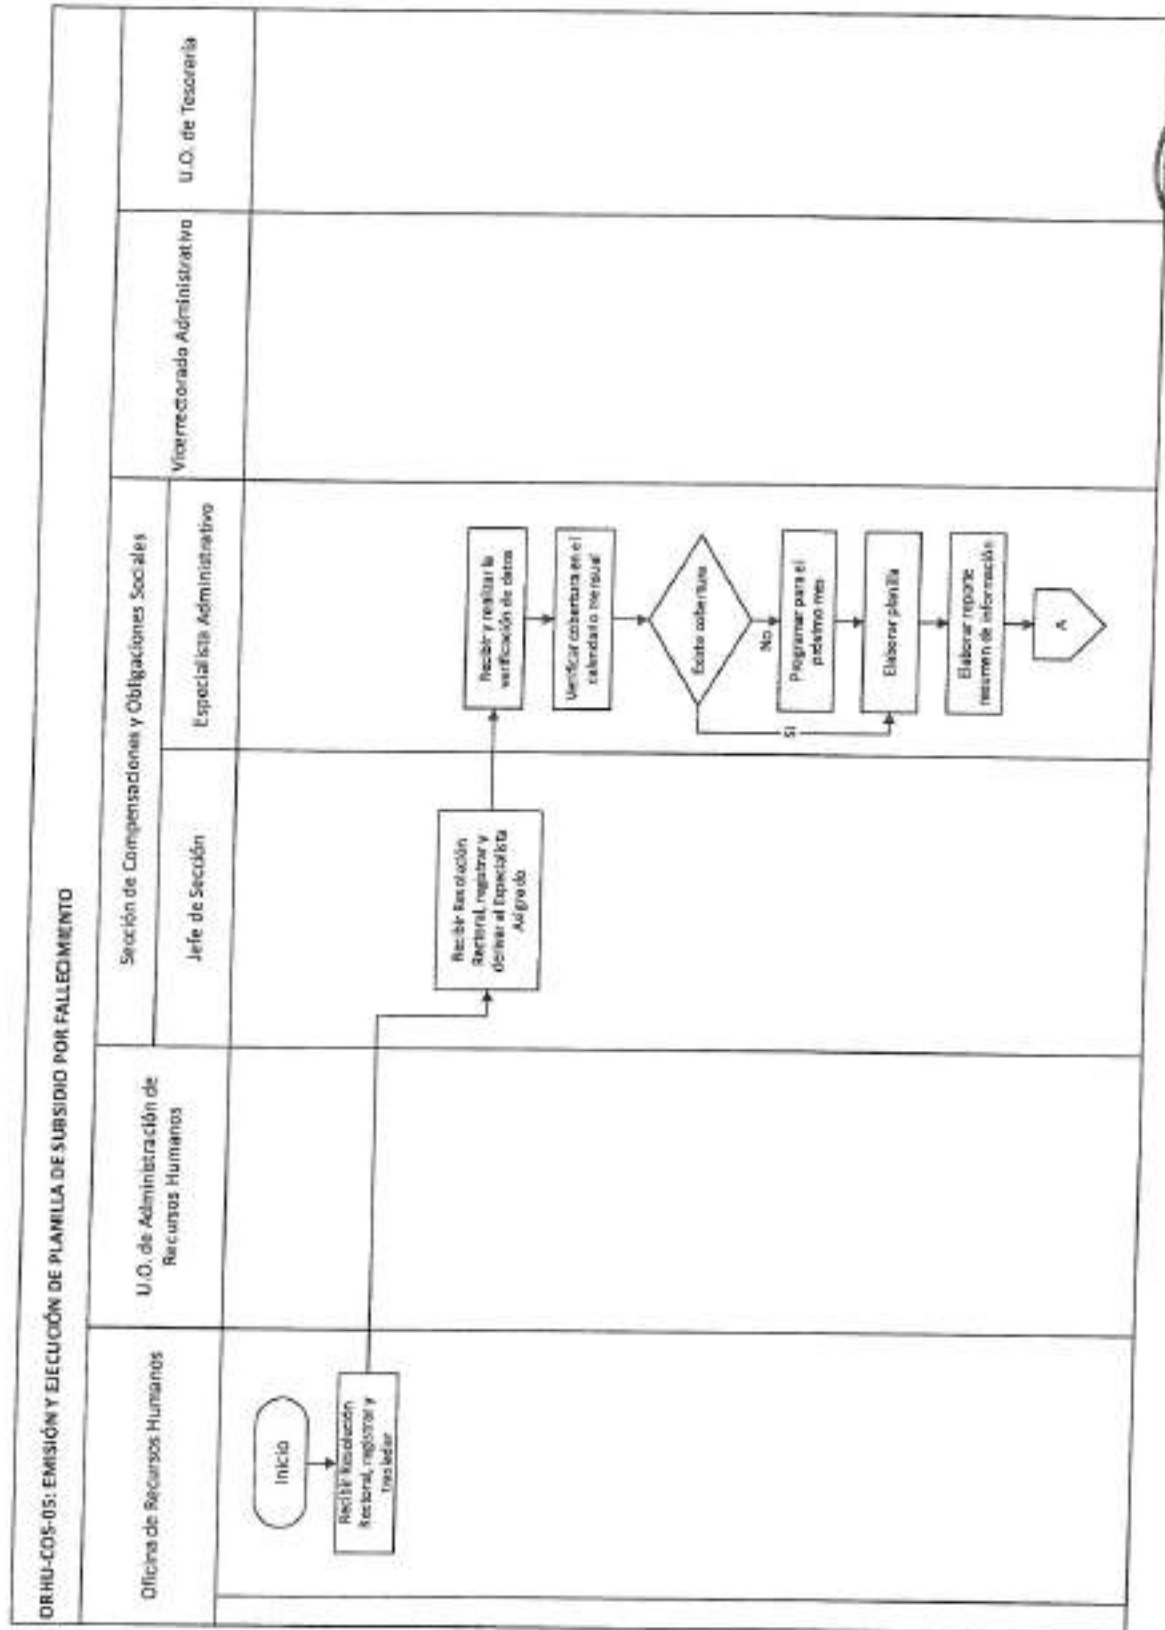 ORHU-COS-05: EMISIÓN Y EJECUCIÓN DE PLANILLA DE SUBSIDIO POR FALLECIMIENTO
Oficina de Recursos Humanos
U.O. de Administración de
Recursos Humanos
Sección de Compensaciones y Obligaciones Sociales
Jefe de Sección
Especialista Administrativo
Vicerrectorado Administrativo
U.O. de Tesorería
Inicio
Recibir Resolución
Rectoral, registrar y
trasladar
Recibir Resolución
Rectoral, registrar y
derivar al Especialista
Asignado
Recibir y realizar la
verificación de datos
Verificar cobertura en el
calendario mensual
Existe cobertura
No
Si
Programar para el
próximo mes
Elaborar planilla
Elaborar reporte
resumen de información
A